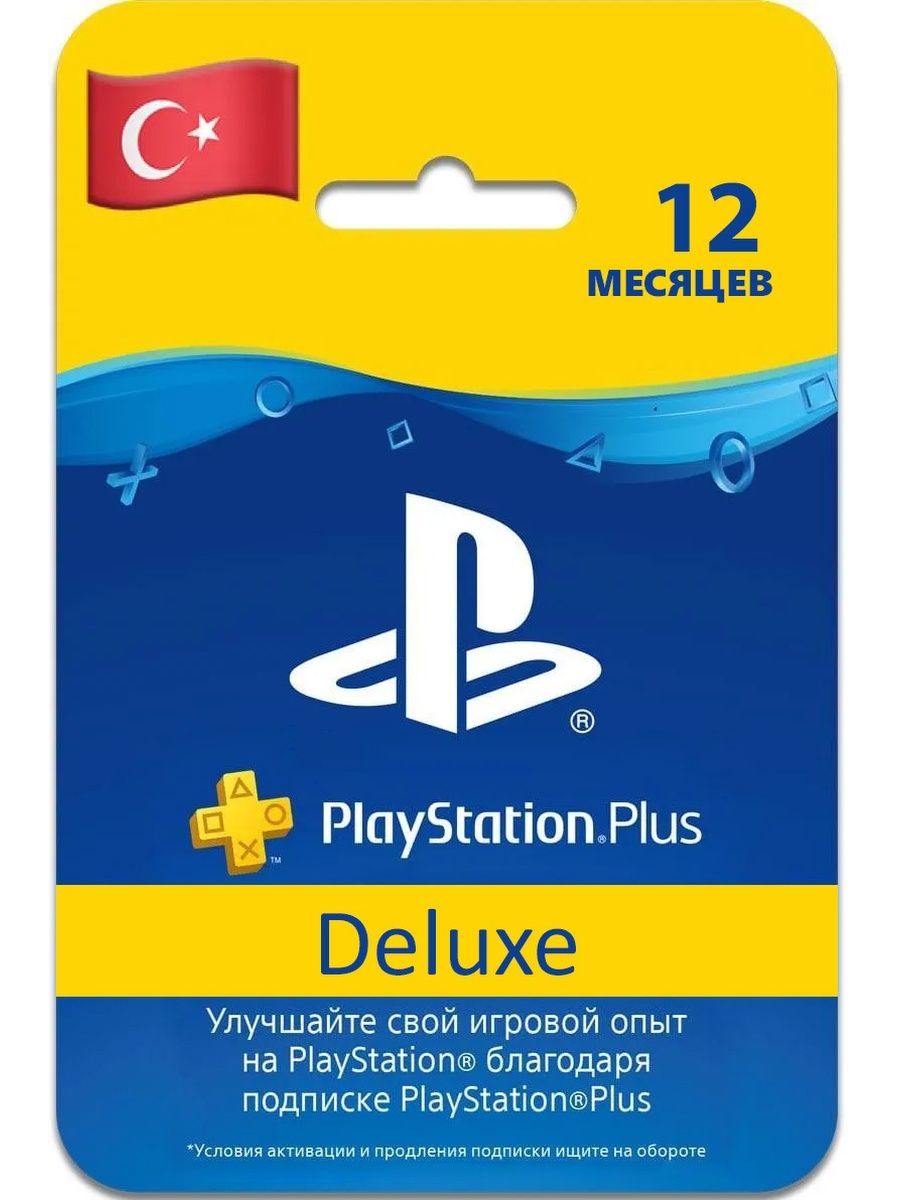 12
МЕСЯЦЕВ
®
PlayStation®Plus
TM
Deluxe
Улучшайте свой игровой опыт
на PlayStation® благодаря
подписке PlayStation®Plus
*Условия активации и продления подписки ищите на обороте